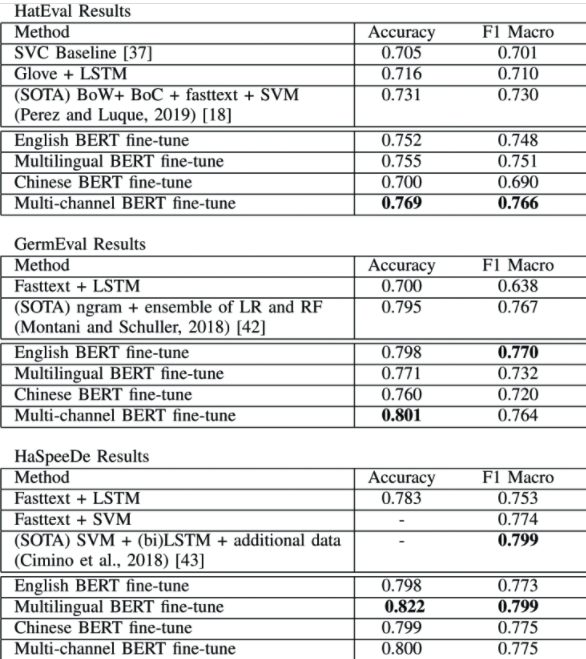 HatEval Results
Method Accuracy F1 Macro
SVC Baseline [37] 0.705 0.701
Glove + LSTM 0.716 0.710
(SOTA) BoW+ BoC + fasttext + SVM 0.731 0.730
(Perez and Luque, 2019) [18]
English BERT fine-tune 0.752 0.748
Multilingual BERT fine-tune 0.755 0.751
Chinese BERT fine-tune 0.700 0.690
Multi-channel BERT fine-tune 0.769 0.766
GermEval Results
Method Accuracy F1 Macro
Fasttext + LSTM 0.700 0.638
(SOTA) ngram + ensemble of LR and RF 0.795 0.767
(Montani and Schuller, 2018) [42]
English BERT fine-tune 0.798 0.770
Multilingual BERT fine-tune 0.771 0.732
Chinese BERT fine-tune 0.760 0.720
Multi-channel BERT fine-tune 0.801 0.764
HaSpeeDe Results
Method Accuracy F1 Macro
Fasttext + LSTM 0.783 0.753
Fasttext + SVM - 0.774
(SOTA) SVM + (bi)LSTM + additional data - 0.799
(Cimino et al., 2018) [43]
English BERT fine-tune 0.798 0.773
Multilingual BERT fine-tune 0.822 0.799
Chinese BERT fine-tune 0.799 0.775
Multi-channel BERT fine-tune 0.800 0.775